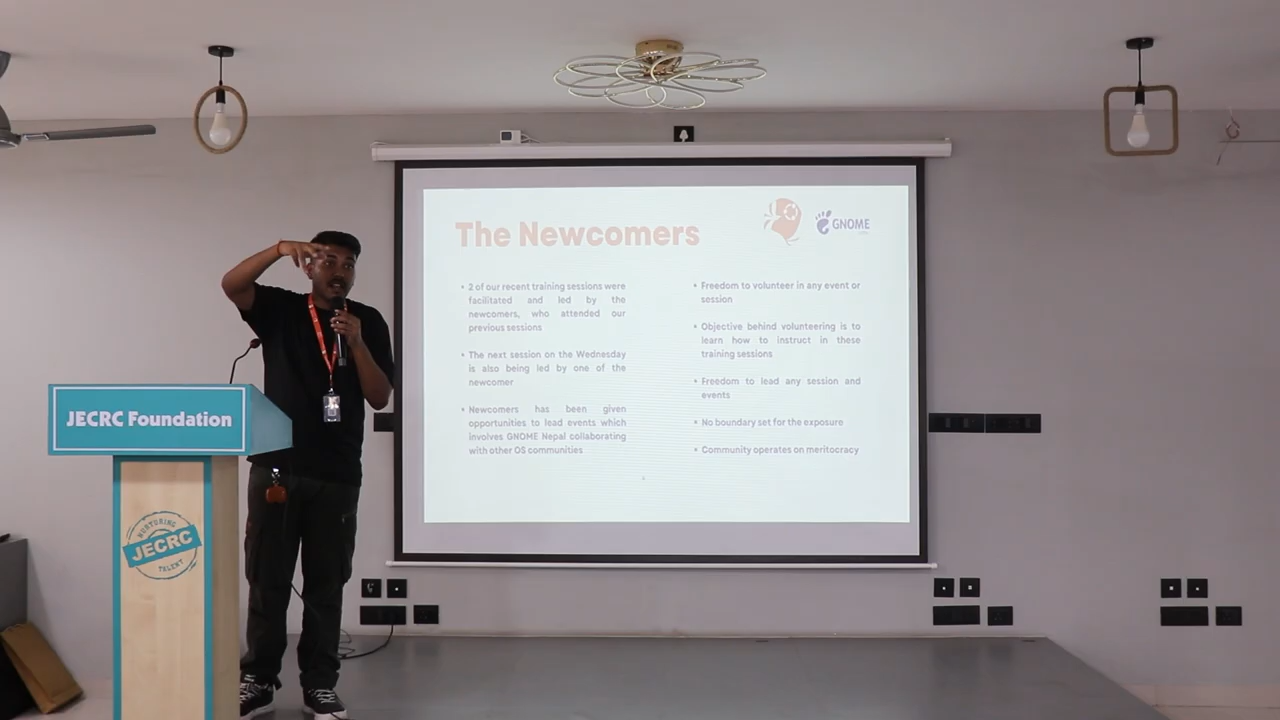 The Newcomers
GNOME
• 2 of our recent training sessions were
facilitated and led by the
newcomers, who attended our
previous sessions
• The next session on the Wednesday
is also being led by one of the
newcomer
• Newcomers has been given
opportunities to lead events which
involves GNOME Nepal collaborating
with other OS communities
• Freedom to volunteer in any event or
session
• Objective behind volunteering is to
learn how to instruct in these
training sessions
• Freedom to lead any session and
events
• No boundary set for the exposure
• Community operates on meritocracy
JECRC Foundation
NURTURING
JECRC
TALENT